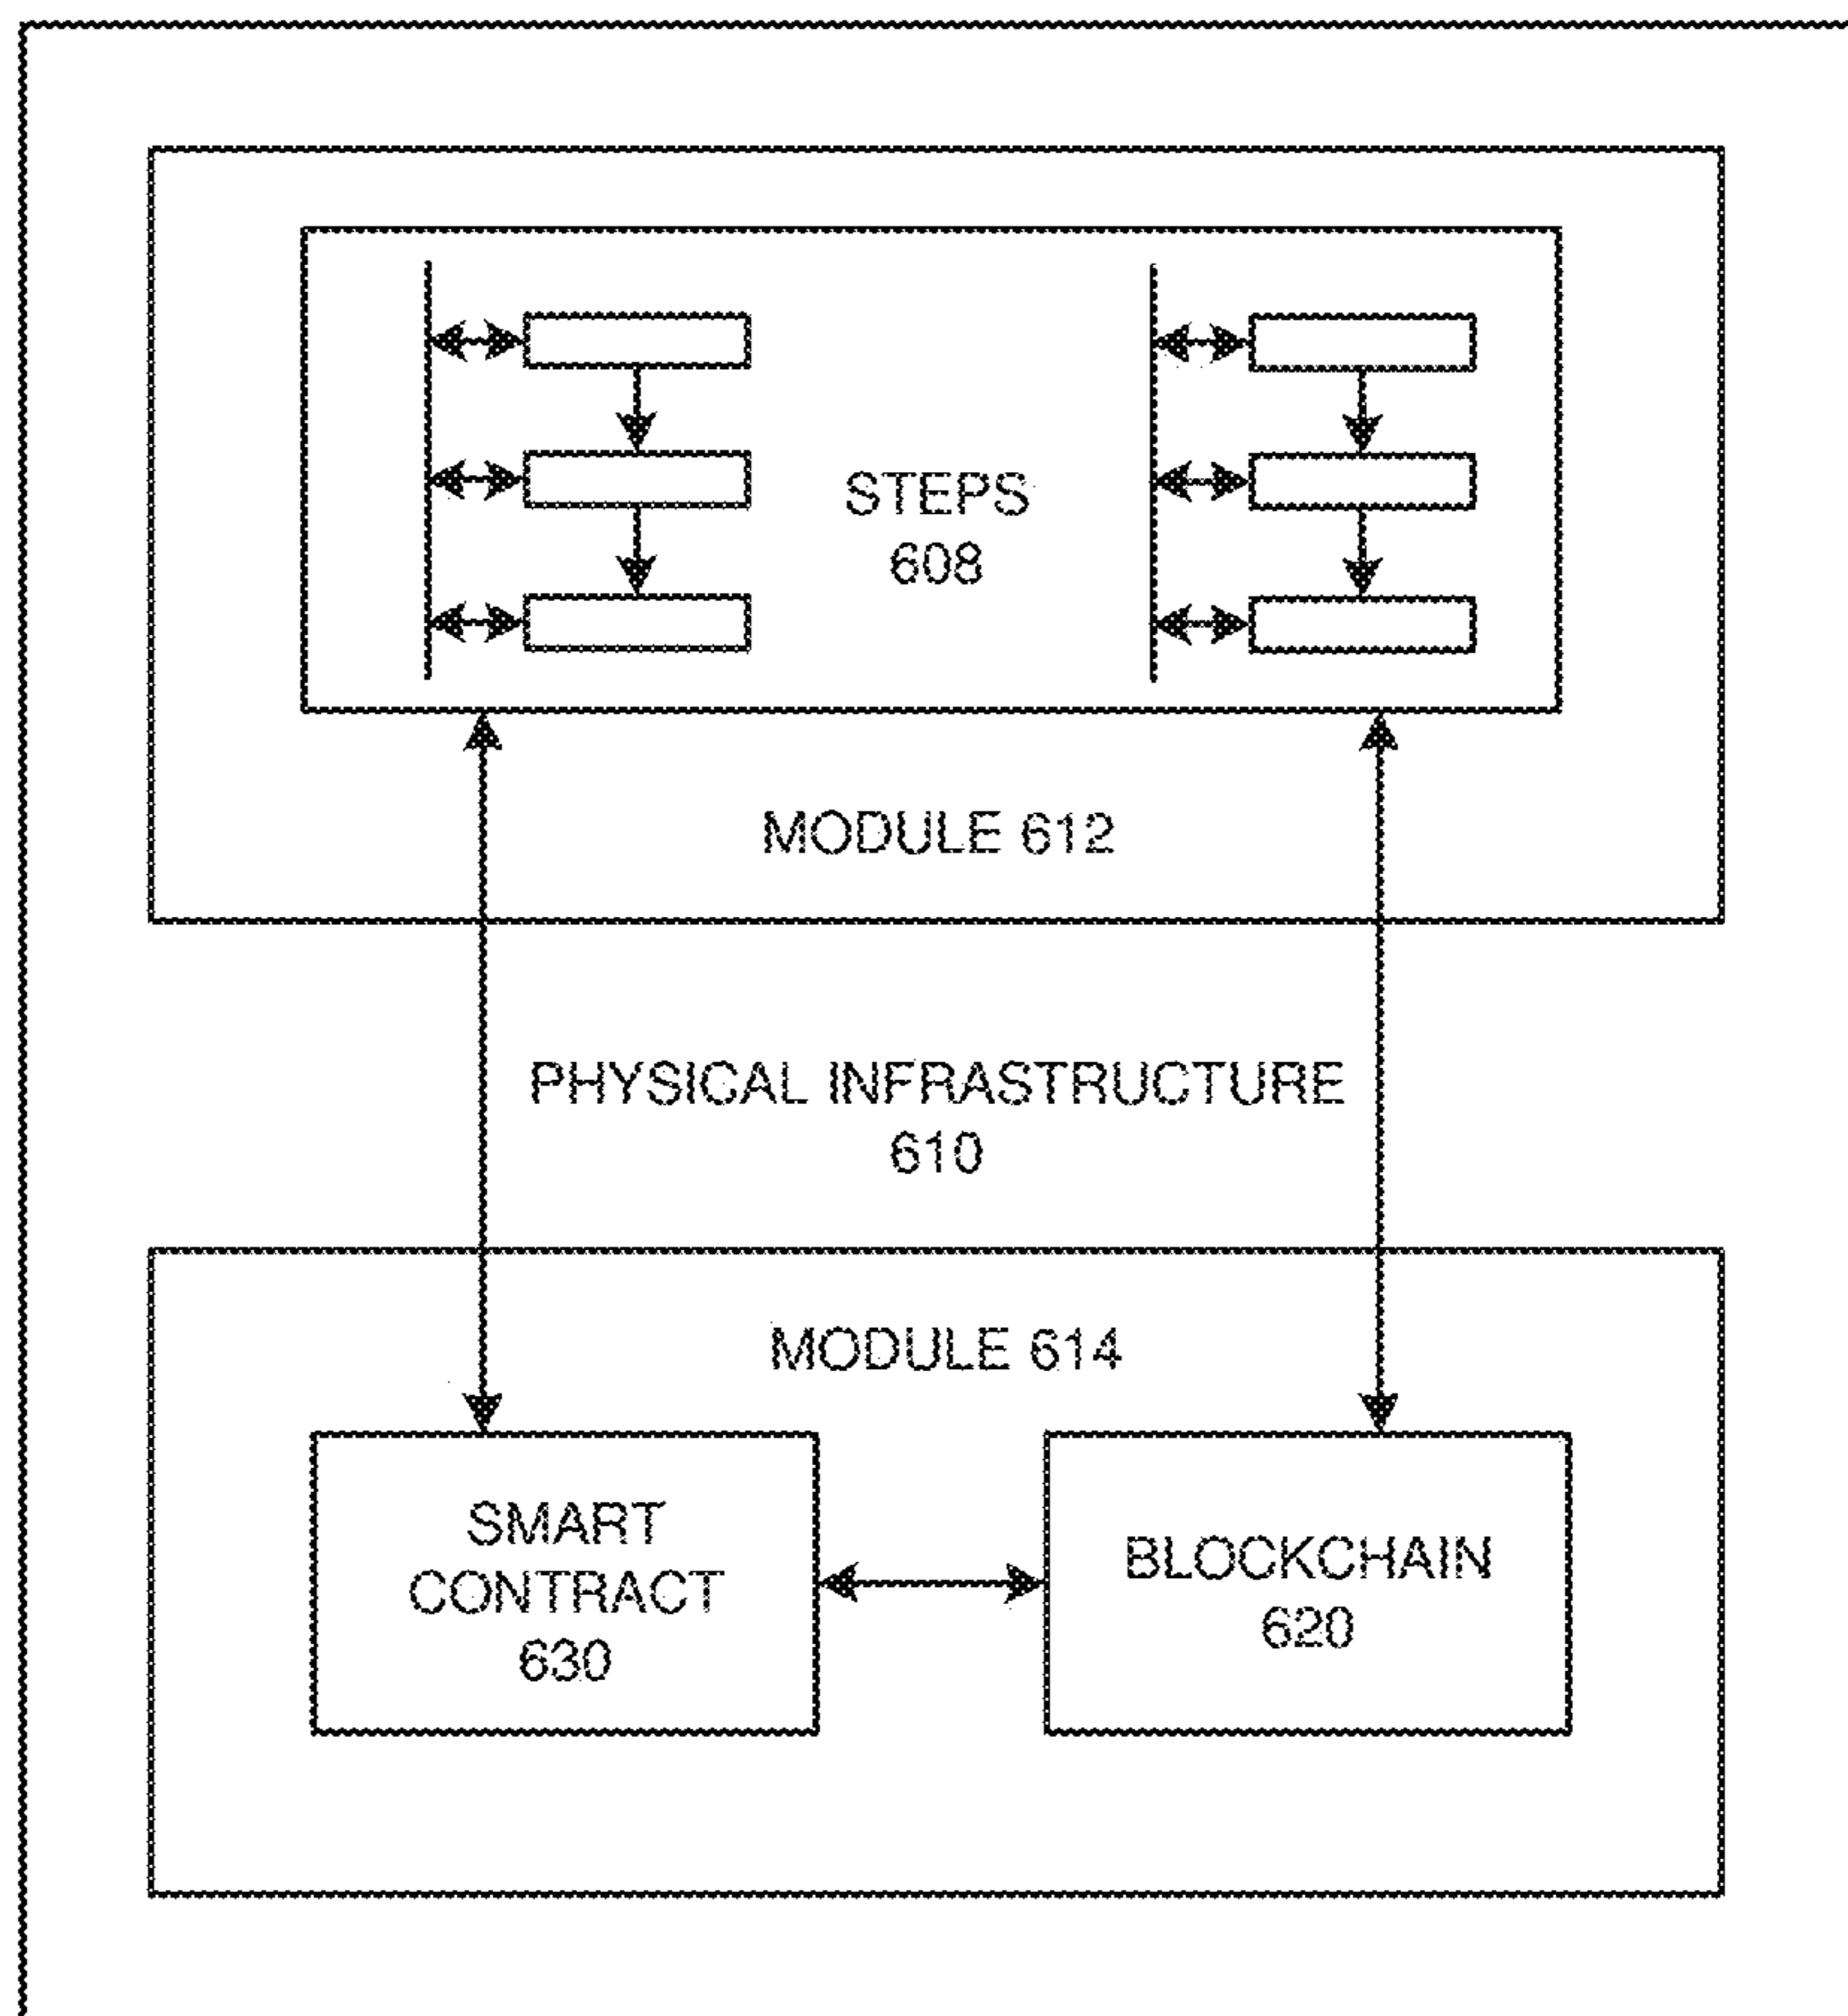 STEPS
608
MODULE 612
PHYSICAL INFRASTRUCTURE
610
MODULE 614
SMART
CONTRACT
630
BLOCKCHAIN
620